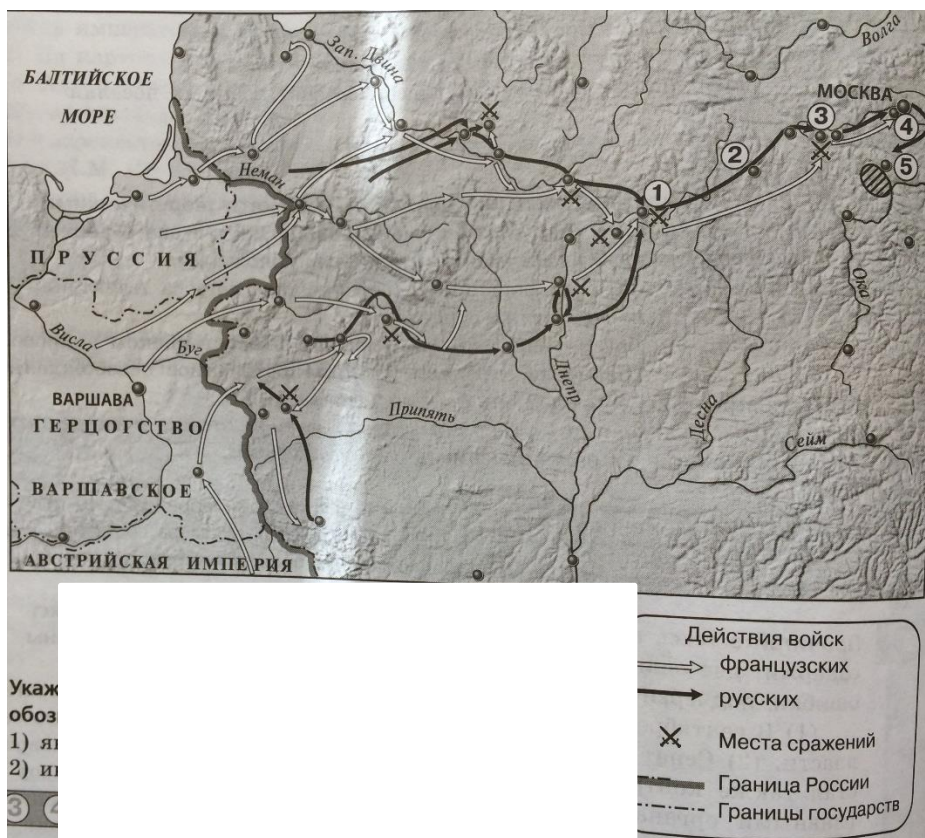 БАЛТИЙСКОЕ
МОРЕ
Зап. Двина
Волга
МОСКВА
3
4
2
5
Неман
1
ПРУССИЯ
Висла
Буг
Ока
ВАРШАВА
Днепр
Десна
ГЕРЦОГСТВО
Припять
Сейм
ВАРШАВСКОЕ
АВСТРИЙСКАЯ ИМПЕРИЯ
Действия войск
французских
русских
Места сражений
Граница России
Границы государств
Укаж
обоз
1)
2)
3